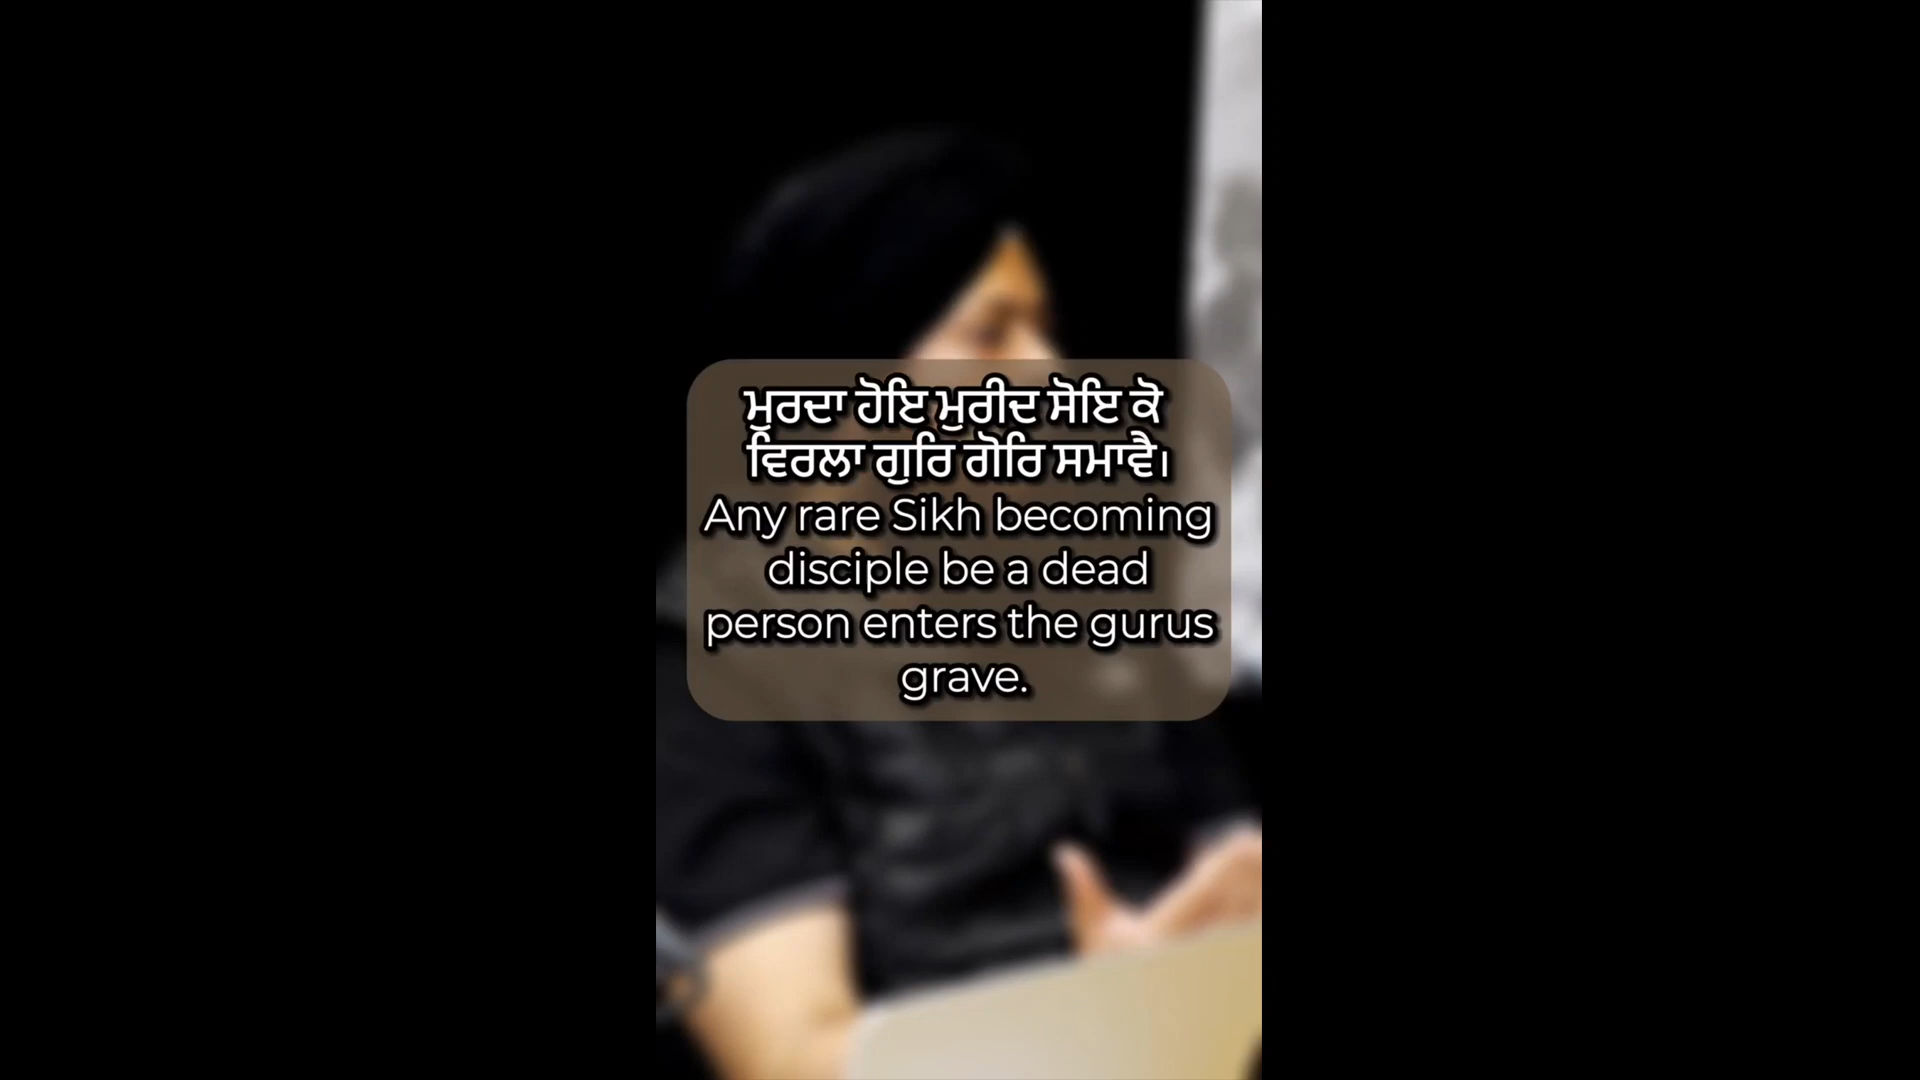 ਮੁਰਦਾ ਹੋਇ ਮੁਰੀਦ ਸੋਇ ਕੋ
ਵਿਰਲਾ ਗੁਰਿ ਗੋਰਿ ਸਮਾਵੈ।
Any rare Sikh becoming
disciple be a dead
person enters the gurus
grave.